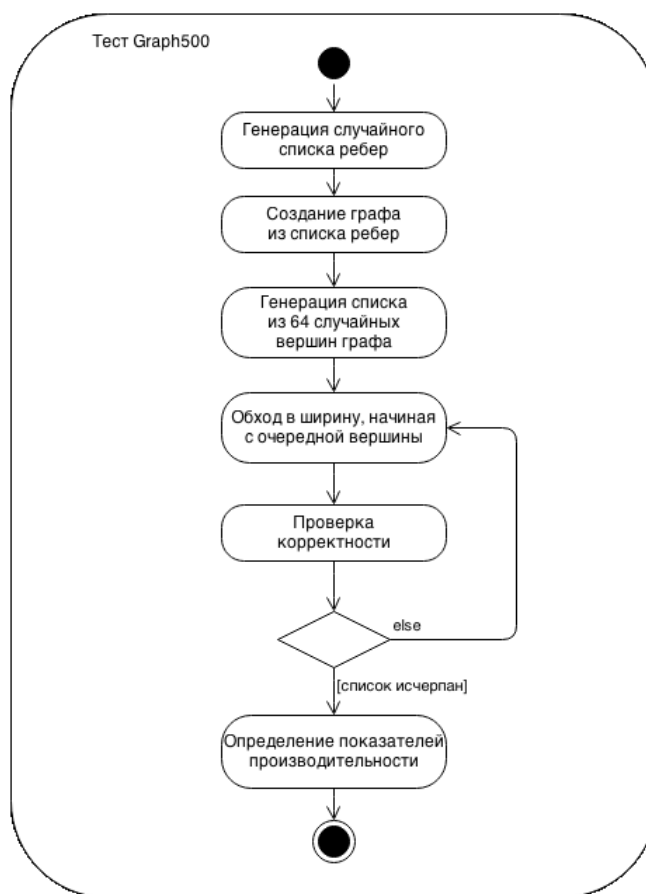 Тест Graph500
Генерация случайного
списка ребер
Создание графа
из списка ребер
Генерация списка
из 64 случайных
вершин графа
Обход в ширину, начиная
с очередной вершины
Проверка
корректности
else
[список исчерпан]
Определение показателей
производительности